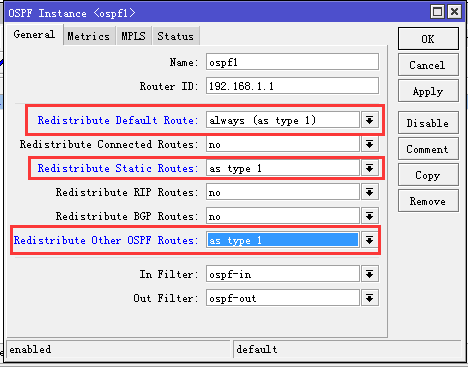 OSPF Instance <ospf1>
General Metrics MPLS Status
Name: ospf1
Router ID: 192.168.1.1
Redistribute Default Route: always (as type 1)
Redistribute Connected Routes: no
Redistribute Static Routes: as type 1
Redistribute RIP Routes: no
Redistribute BGP Routes: no
Redistribute Other OSPF Routes: as type 1
In Filter: ospf-in
Out Filter: ospf-out
OK
Cancel
Apply
Disable
Comment
Copy
Remove
enabled default